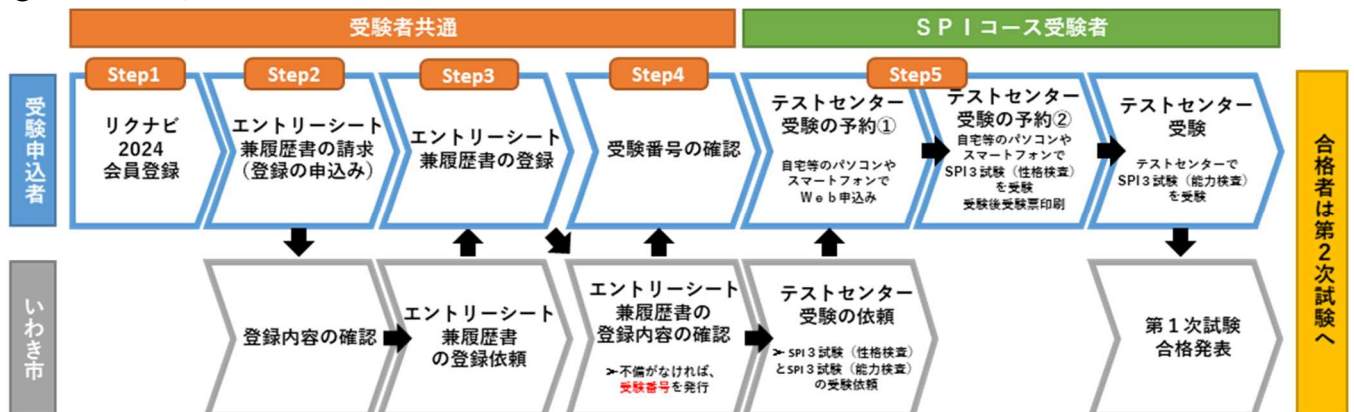 受験者共通
ＳＰＩコース受験者
Step1
Step2
Step3
Step4
Step5
受験申込者
リクナビ
2024
会員登録
エントリーシート
兼履歴書の請求
（登録の申込み）
エントリーシート
兼履歴書の登録
受験番号の確認
テストセンター
受験の予約①
自宅等のパソコンや
スマートフォンで
Ｗｅｂ申込み
テストセンター
受験の予約②
自宅等のパソコンや
スマートフォンで
SPI３試験（性格検査）
を受験
受験後受験票印刷
テストセンター
受験
テストセンターで
SPI３試験（能力検査）
を受験
合格者は第２次試験へ
いわき市
登録内容の確認
エントリーシート
兼履歴書
の登録依頼
エントリーシート
兼履歴書の
登録内容の確認
➢不備がなければ、
受験番号を発行
テストセンター
受験の依頼
➢SPI３試験（性格検査）
とSPI３試験（能力検査）
の受験依頼
第１次試験
合格発表